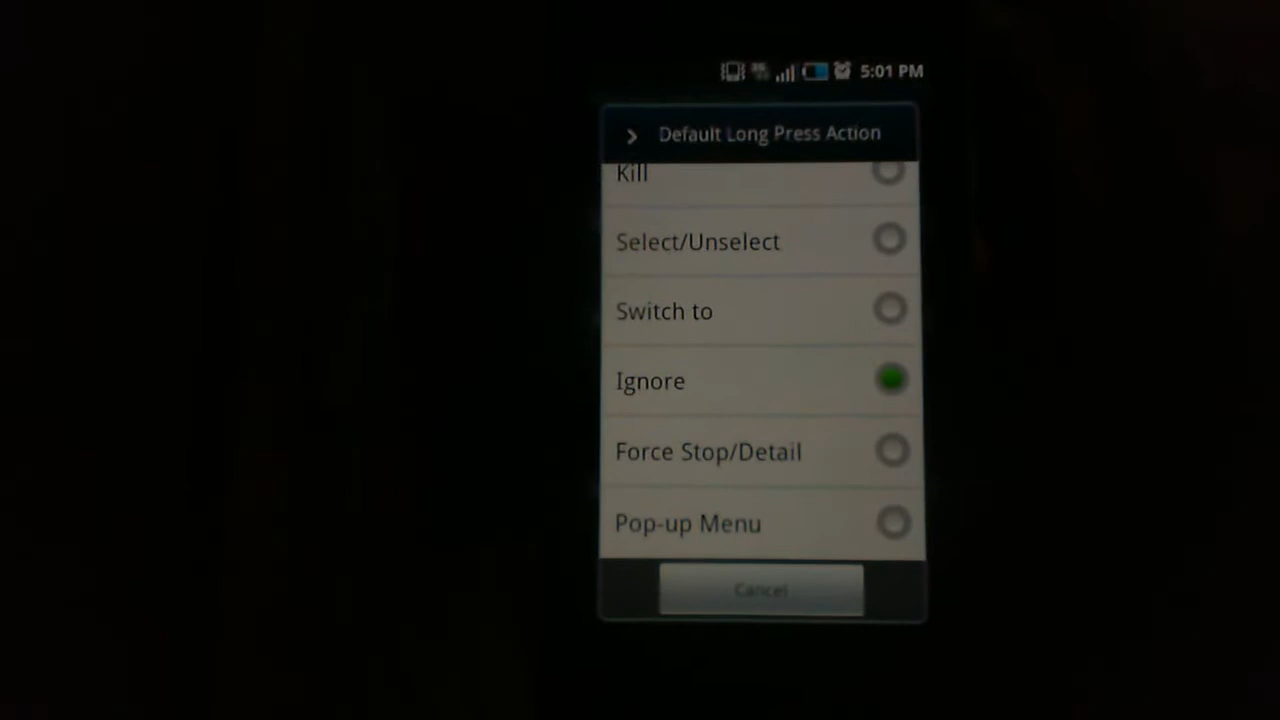 5:01 PM
Default Long Press Action
Kill
Select/Unselect
Switch to
Ignore
Force Stop/Detail
Pop-up Menu
Cancel